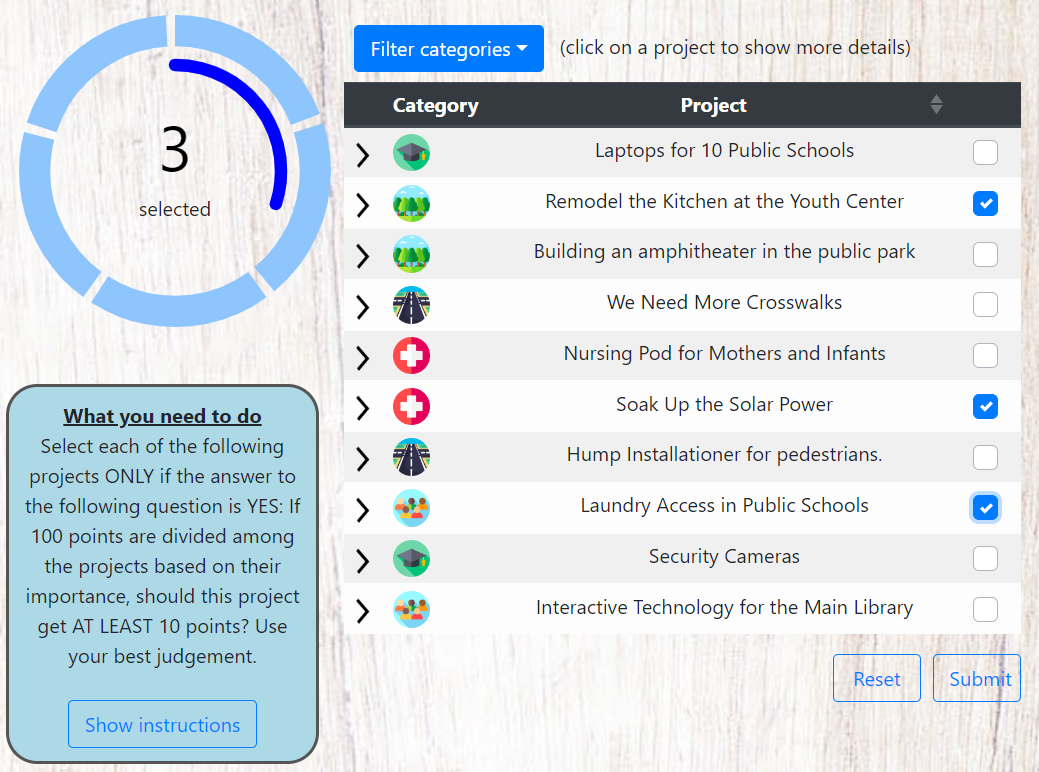 3
selected
What you need to do
Select each of the following
projects ONLY if the answer to
the following question is YES: If
100 points are divided among
the projects based on their
importance, should this project
get AT LEAST 10 points? Use
your best judgement.
Show instructions
Filter categories
(click on a project to show more details)
Category Project
Laptops for 10 Public Schools
Remodel the Kitchen at the Youth Center
Building an amphitheater in the public park
We Need More Crosswalks
Nursing Pod for Mothers and Infants
Soak Up the Solar Power
Hump Installationer for pedestrians.
Laundry Access in Public Schools
Security Cameras
Interactive Technology for the Main Library
Reset Submit